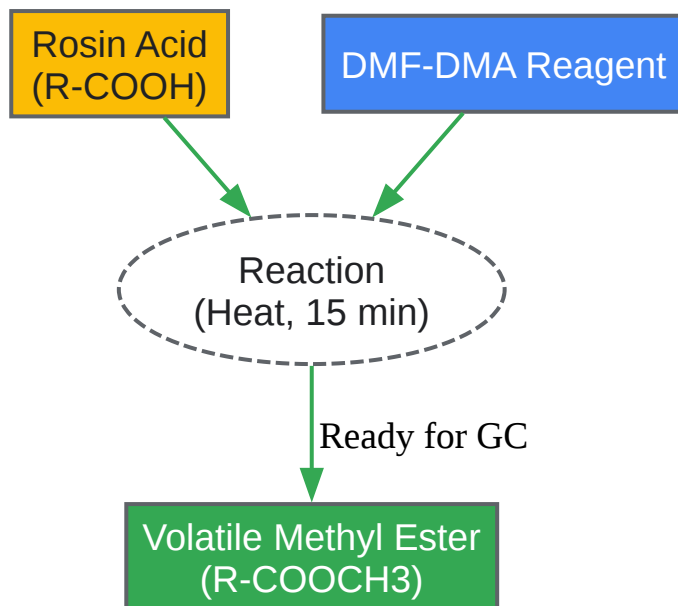 Rosin Acid
(R-COOH)
DMF-DMA Reagent
Reaction
(Heat, 15 min)
Ready for GC
Volatile Methyl Ester
(R-COOCH3)